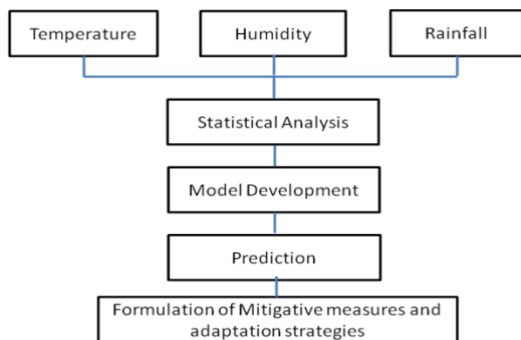 Temperature
Humidity
Rainfall
Statistical Analysis
Model Development
Prediction
Formulation of Mitigative measures and
adaptation strategies